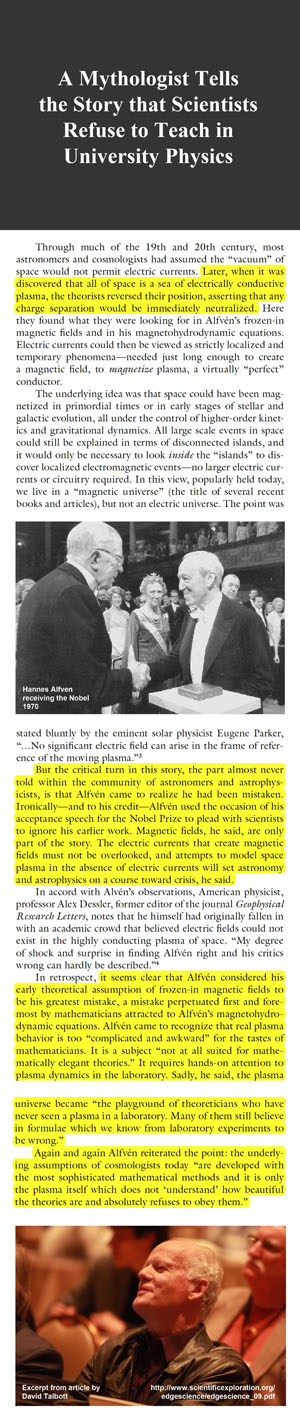 A Mythologist Tells
the Story that Scientists
Refuse to Teach in
University Physics
Through much of the 19th and 20th century, most
astronomers and cosmologists had assumed the “vacuum” of
space would not permit electric currents. Later, when it was
discovered that all of space is a sea of electrically conductive
plasma, the theorists reversed their position, asserting that any
charge separation would be immediately neutralized. Here
they found what they were looking for in Alfvén’s frozen-in
magnetic fields and in his magnetohydrodynamic equations.
Electric currents could then be viewed as strictly localized and
temporary phenomena—needed just long enough to create
a magnetic field, to magnetize plasma, a virtually “perfect”
conductor.
The underlying idea was that space could have been mag-
netized in primordial times or in early stages of stellar and
galactic evolution, all under the control of higher-order kinet-
ics and gravitational dynamics. All large scale events in space
could still be explained in terms of disconnected islands, and
it would only be necessary to look inside the “islands” to dis-
cover localized electromagnetic events—no larger electric cur-
rents or circuitry required. In this view, popularly held today,
we live in a “magnetic universe” (the title of several recent
books and articles), but not an electric universe. The point was
Hannes Alfven
receiving the Nobel
1970
stated bluntly by the eminent solar physicist Eugene Parker,
“…No significant electric field can arise in the frame of refer-
ence of the moving plasma.”3
But the critical turn in this story, the part almost never
told within the community of astronomers and astrophys-
icists, is that Alfvén came to realize he had been mistaken.
Ironically—and to his credit—Alfvén used the occasion of his
acceptance speech for the Nobel Prize to plead with scientists
to ignore his earlier work. Magnetic fields, he said, are only
part of the story. The electric currents that create magnetic
fields must not be overlooked, and attempts to model space
plasma in the absence of electric currents will set astronomy
and astrophysics on a course toward crisis, he said.
In accord with Alvén’s observations, American physicist,
professor Alex Dessler, former editor of the journal Geophysical
Research Letters, notes that he himself had originally fallen in
with an academic crowd that believed electric fields could not
exist in the highly conducting plasma of space. “My degree
of shock and surprise in finding Alfvén right and his critics
wrong can hardly be described.”4
In retrospect, it seems clear that Alfvén considered his
early theoretical assumption of frozen-in magnetic fields to
be his greatest mistake, a mistake perpetuated first and fore-
most by mathematicians attracted to Alfvén’s magnetohydro-
dynamic equations. Alfvén came to recognize that real plasma
behavior is too “complicated and awkward” for the tastes of
mathematicians. It is a subject “not at all suited for mathe-
matically elegant theories.” It requires hands-on attention to
plasma dynamics in the laboratory. Sadly, he said, the plasma
universe became “the playground of theoreticians who have
never seen a plasma in a laboratory. Many of them still believe
in formulae which we know from laboratory experiments to
be wrong.”
Again and again Alfvén reiterated the point: the underly-
ing assumptions of cosmologists today “are developed with
the most sophisticated mathematical methods and it is only
the plasma itself which does not ‘understand’ how beautiful
the theories are and absolutely refuses to obey them.”
Excerpt from article by
David Talbott
http://www.scientificexploration.org/
edgescience/edgescience_09.pdf